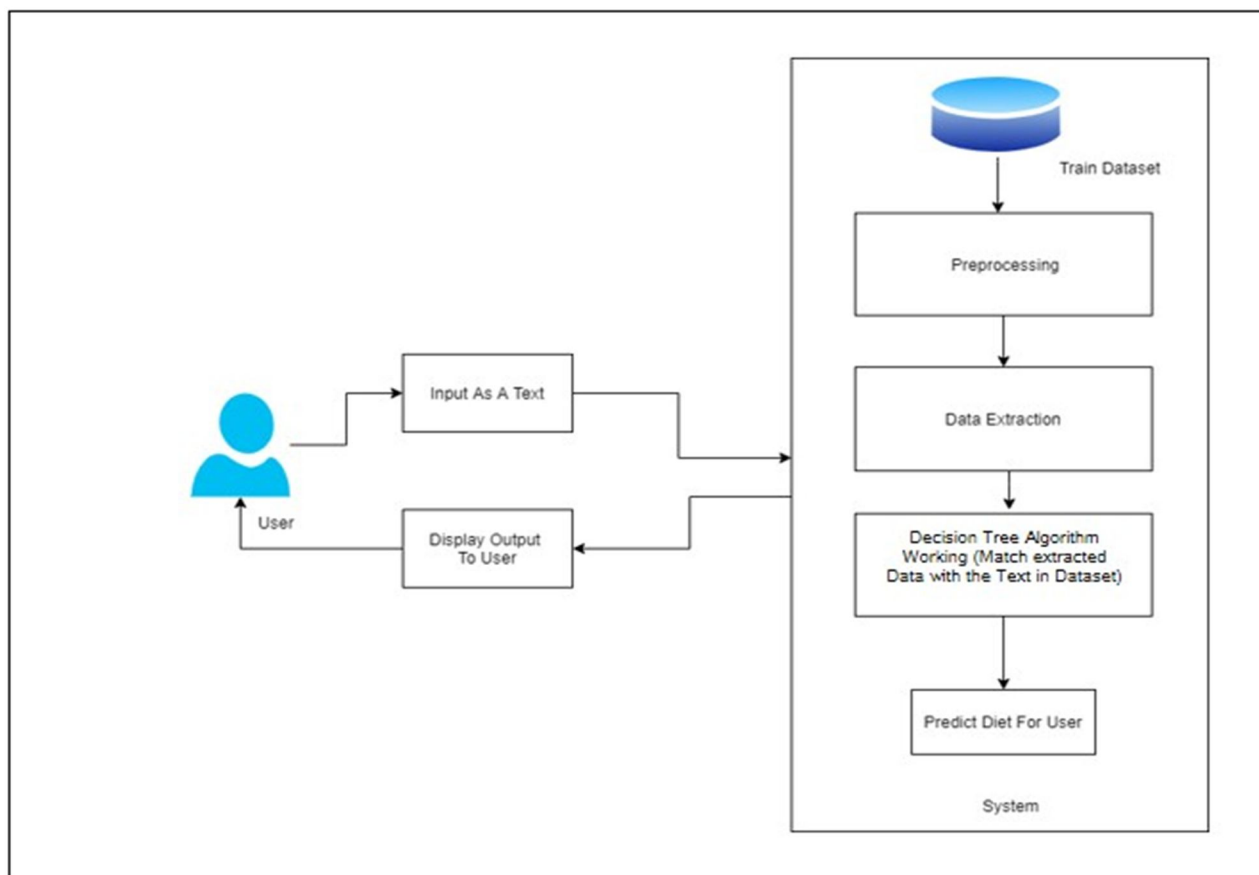 Train Dataset
Preprocessing
Input As A Text
Data Extraction
User
Display Output
To User
Decision Tree Algorithm
Working (Match extracted
Data with the Text in Dataset)
Predict Diet For User
System